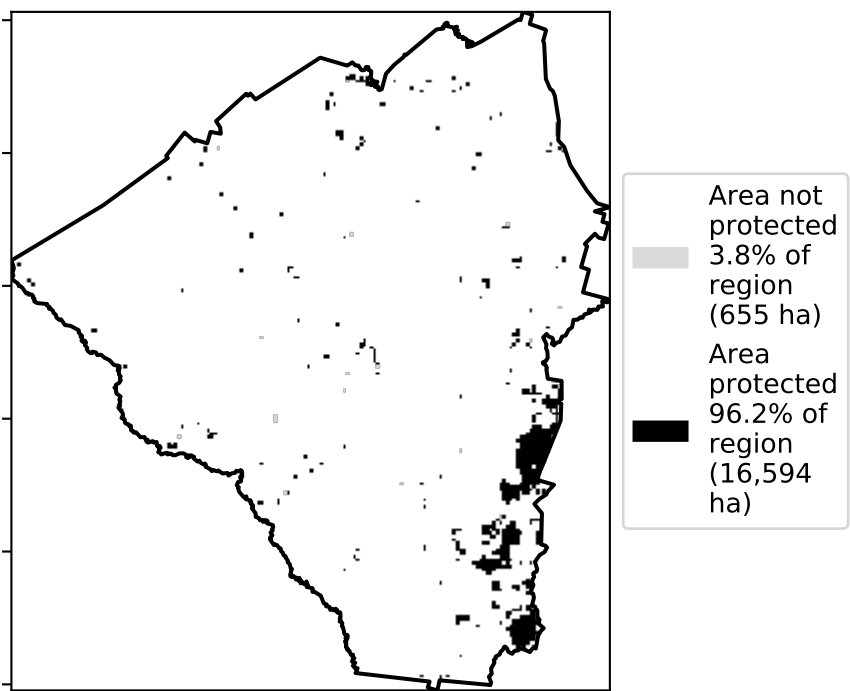 Area not
protected
3.8% of
region
(655 ha)
Area
protected
96.2% of
region
(16,594
ha)